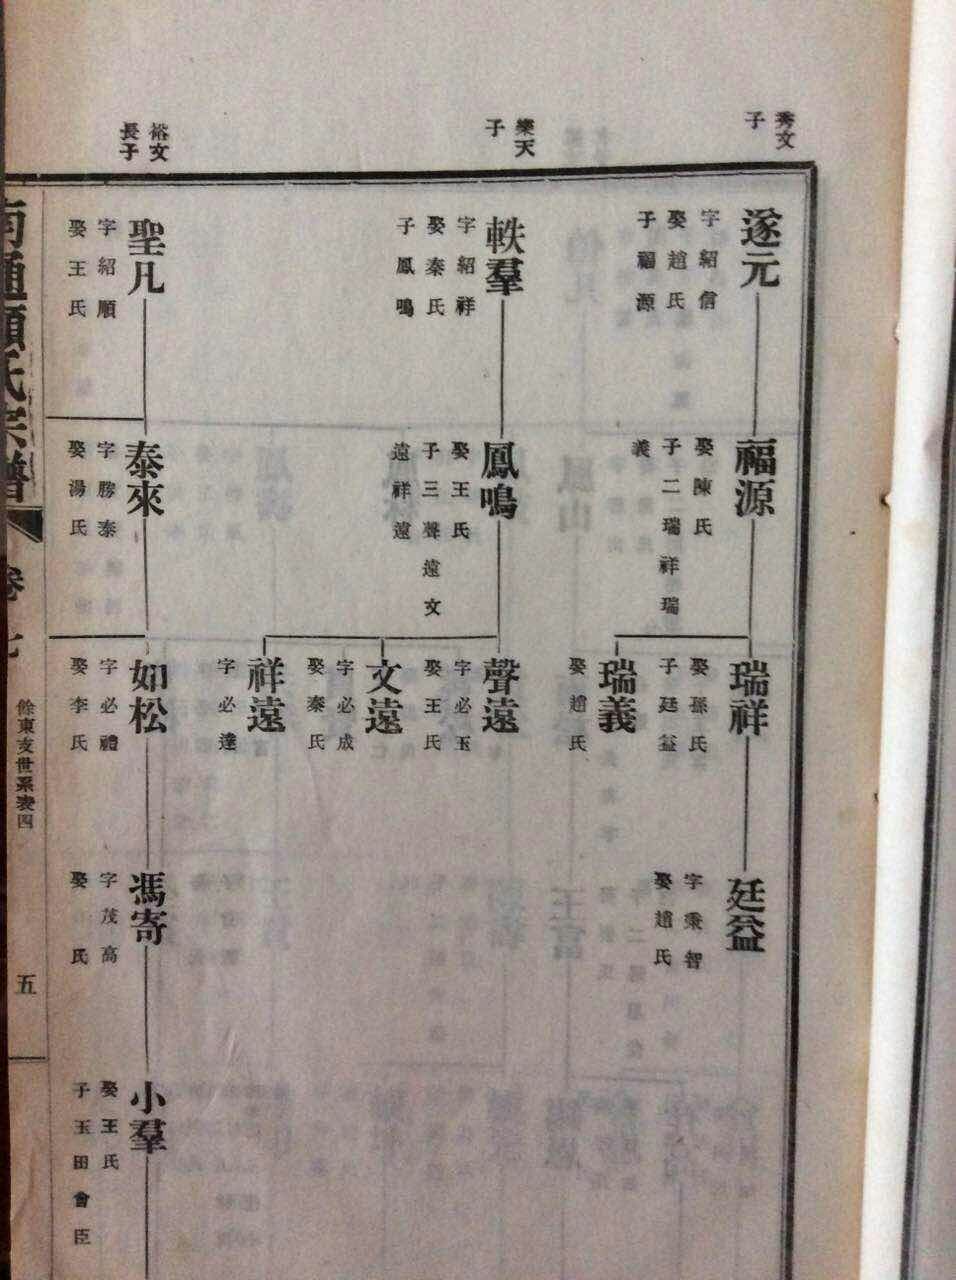 秀文
子
遂元
字紹信
娶趙氏
子福源
福源
娶陳氏
子二瑞祥瑞
義
瑞祥
娶孫氏
子廷益
瑞義
娶趙氏
廷益
字秉智
娶趙氏
樂天
子
軼羣
字紹祥
娶秦氏
子鳳鳴
鳳鳴
娶王氏
子三聲遠文
遠祥遠
聲遠
字必玉
娶王氏
文遠
字必成
娶秦氏
祥遠
字必達
裕文
長子
聖凡
字紹順
娶王氏
泰來
字勝泰
娶湯氏
如松
字必禮
娶李氏
馮寄
字茂高
娶 氏
小羣
娶王氏
子玉田會臣
南通顧氏宗譜
卷七
餘東支世系表四
五